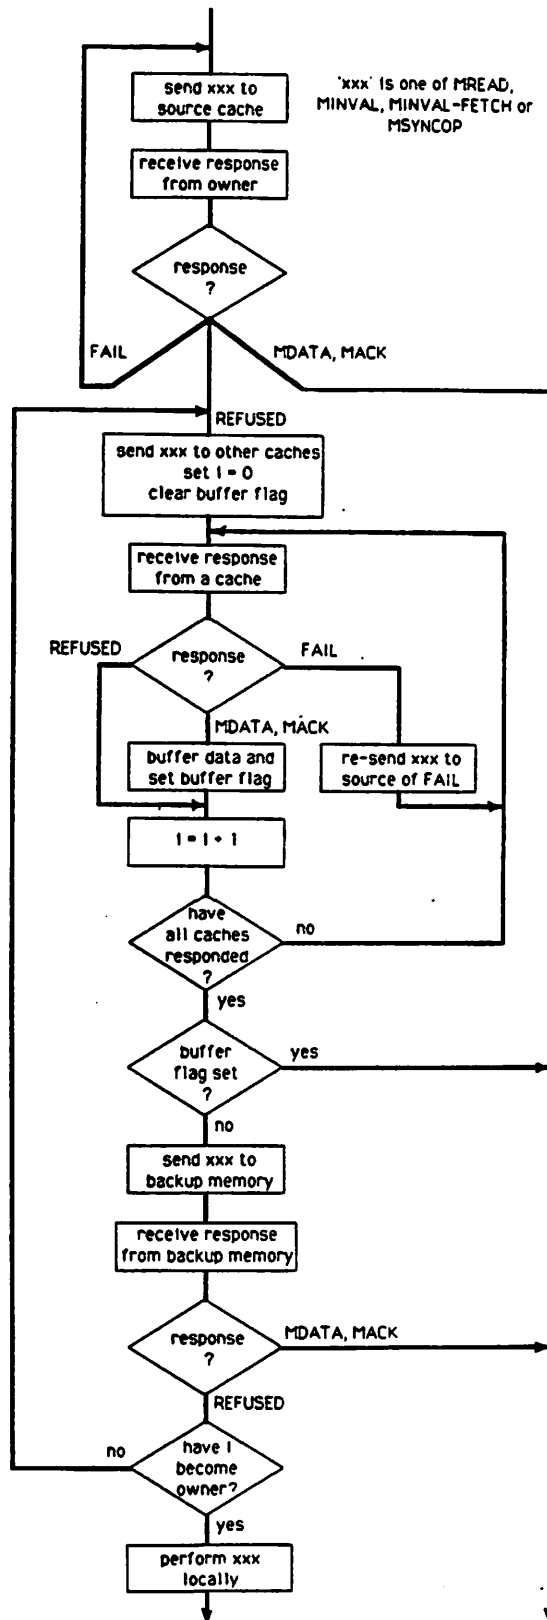 send xxx to
source cache
'xxx' is one of MREAD,
MINVAL, MINVAL-FETCH or
MSYNCOP
receive response
from owner
response
?
FAIL
MDATA, MACK
REFUSED
send xxx to other caches
set i = 0
clear buffer flag
receive response
from a cache
REFUSED
response
?
FAIL
MDATA, MACK
buffer data and
set buffer flag
re-send xxx to
source of FAIL
i = i + 1
have
all caches
responded
?
no
yes
buffer
flag set
?
yes
no
send xxx to
backup memory
receive response
from backup memory
response
?
MDATA, MACK
REFUSED
no
have I
become
owner?
yes
perform xxx
locally